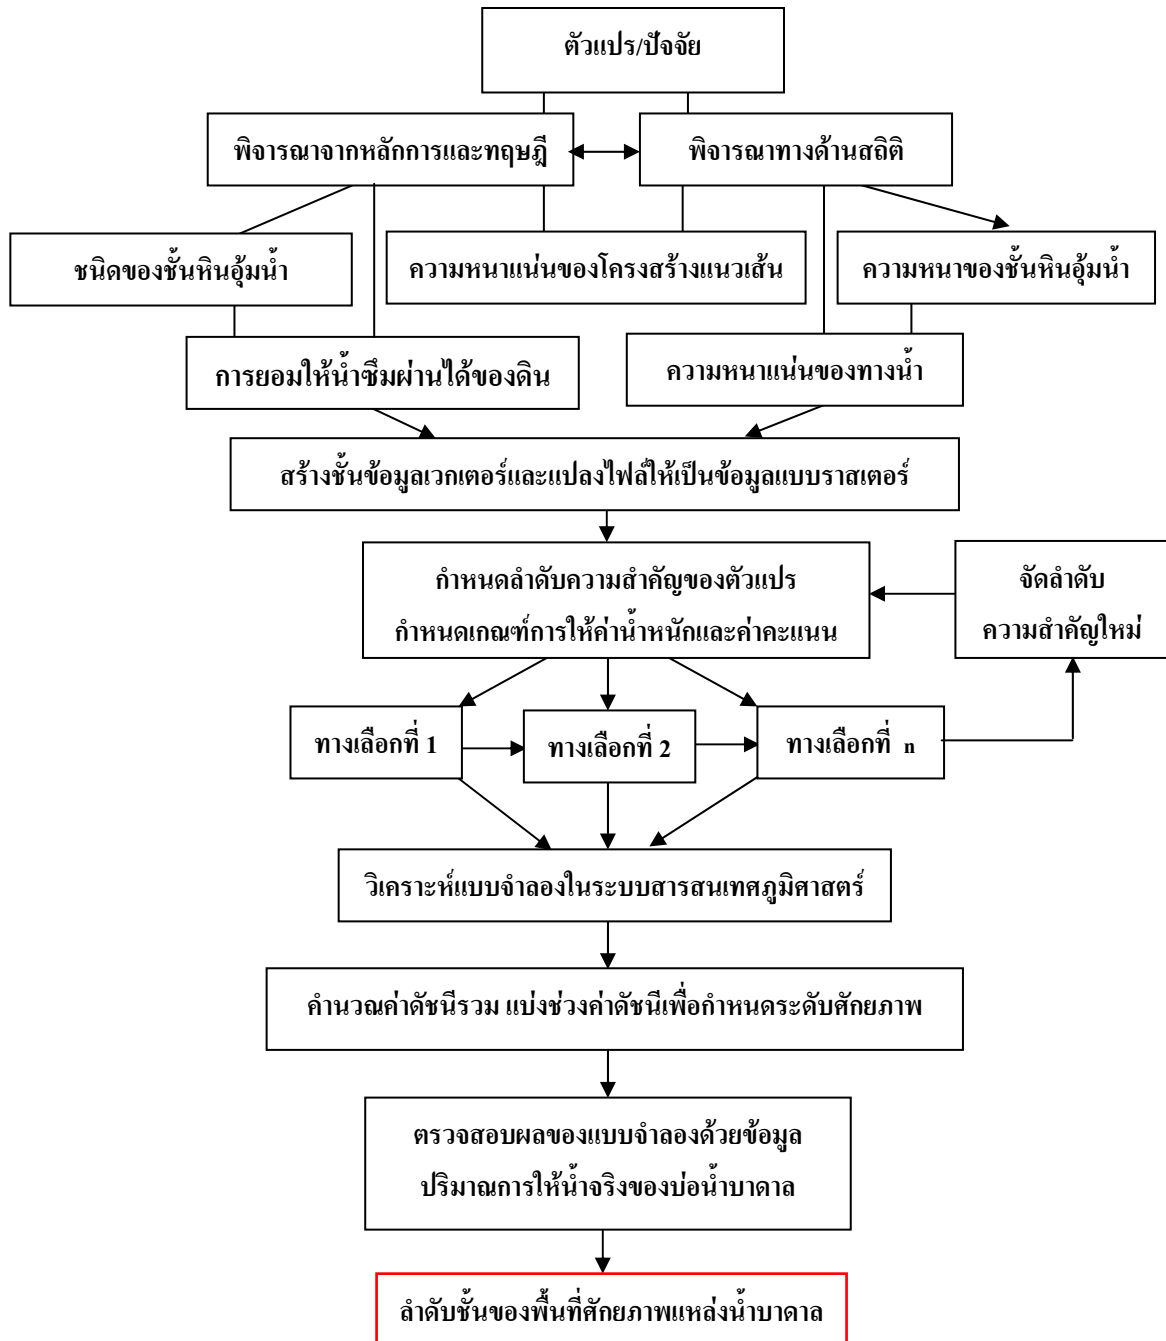 ตัวแปร/ปัจจัย
พิจารณาจากหลักการและทฤษฎี
พิจารณาทางด้านสถิติ
ชนิดของชั้นหินอุ้มน้ำ
ความหนาแน่นของโครงสร้างแนวเส้น
ความหนาของชั้นหินอุ้มน้ำ
การยอมให้น้ำซึมผ่านได้ของดิน
ความหนาแน่นของทางน้ำ
สร้างชั้นข้อมูลเวกเตอร์และแปลงไฟล์ให้เป็นข้อมูลแบบราสเตอร์
กำหนดลำดับความสำคัญของตัวแปร
กำหนดเกณฑ์การให้ค่าน้ำหนักและค่าคะแนน
จัดลำดับ
ความสำคัญใหม่
ทางเลือกที่ 1
ทางเลือกที่ 2
ทางเลือกที่ n
วิเคราะห์แบบจำลองในระบบสารสนเทศภูมิศาสตร์
คำนวณค่าดัชนีรวม แบ่งช่วงค่าดัชนีเพื่อกำหนดระดับศักยภาพ
ตรวจสอบผลของแบบจำลองด้วยข้อมูล
ปริมาณการให้น้ำจริงของบ่อน้ำบาดาล
ลำดับชั้นของพื้นที่ศักยภาพแหล่งน้ำบาดาล